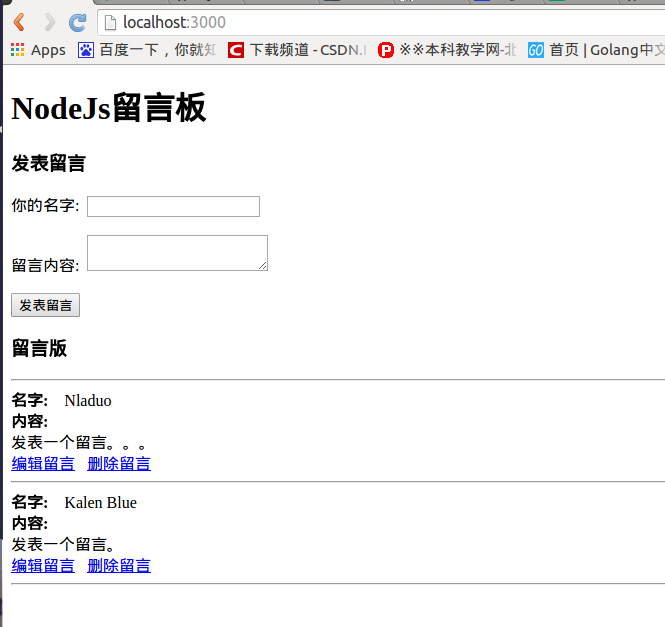 localhost:3000
Apps 百度一下，你就知 下载频道 - CSDN. ※※本科教学网-北 首页 | Golang中文
NodeJs留言板
发表留言
你的名字:
留言内容:
发表留言
留言版
名字: Nladuo
内容:
发表一个留言。。。
编辑留言 删除留言
名字: Kalen Blue
内容:
发表一个留言。
编辑留言 删除留言